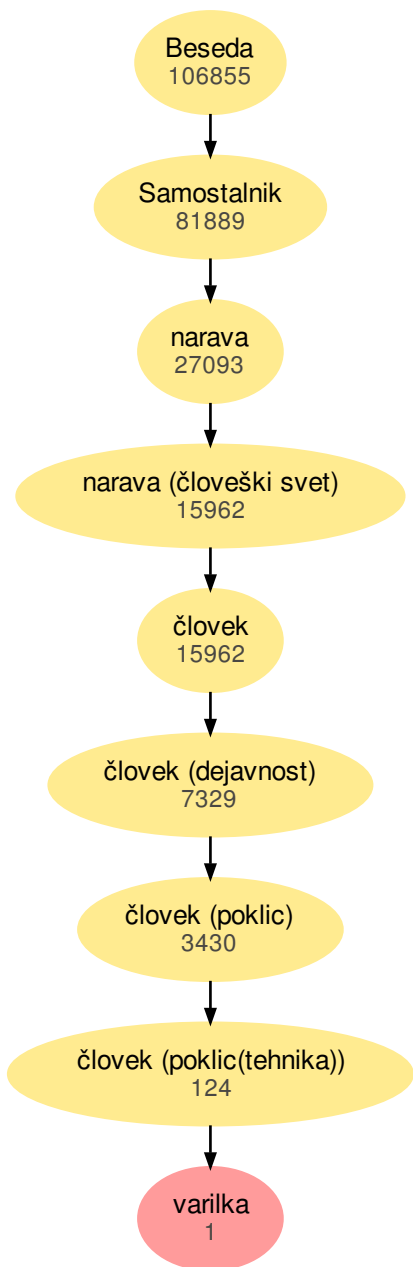 Beseda
106855
Samostalnik
81889
narava
27093
narava (človeški svet)
15962
človek
15962
človek (dejavnost)
7329
človek (poklic)
3430
človek (poklic(tehnika))
124
varilka
1